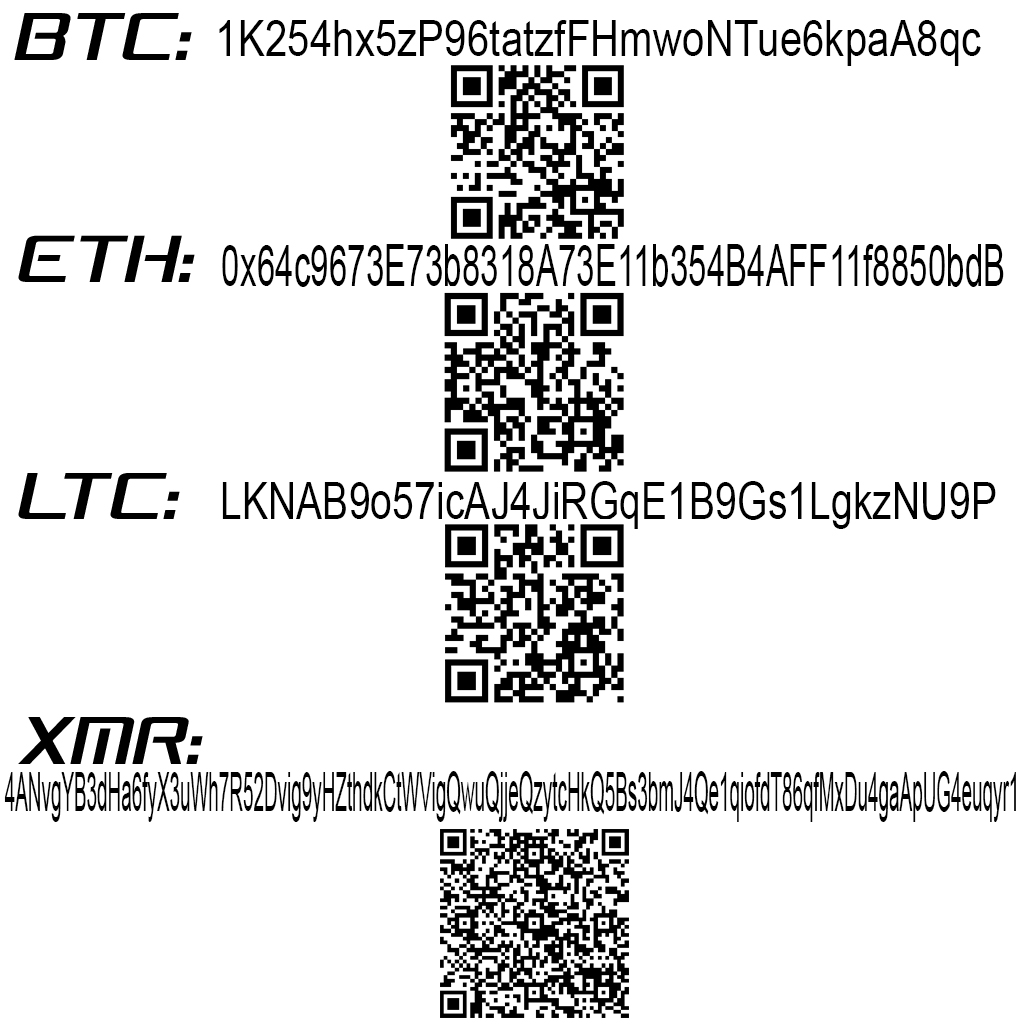 BTC: 1K254hx5zP96tatzfFHmwoNTue6kpaA8qc
ETH: 0x64c9673E73b8318A73E11b354B4AFF11f8850bdB
LTC: LKNAB9o57icAJ4JiRGqE1B9Gs1LgkzNU9P
XMR:
4ANvgYB3dHa6fyX3uWh7R52Dvig9yHZthdkCtWVigQwuQjjeQzytcHkQ5Bs3bmJ4Qe1qiofdT86qfMxDu4gaApUG4euqyr1